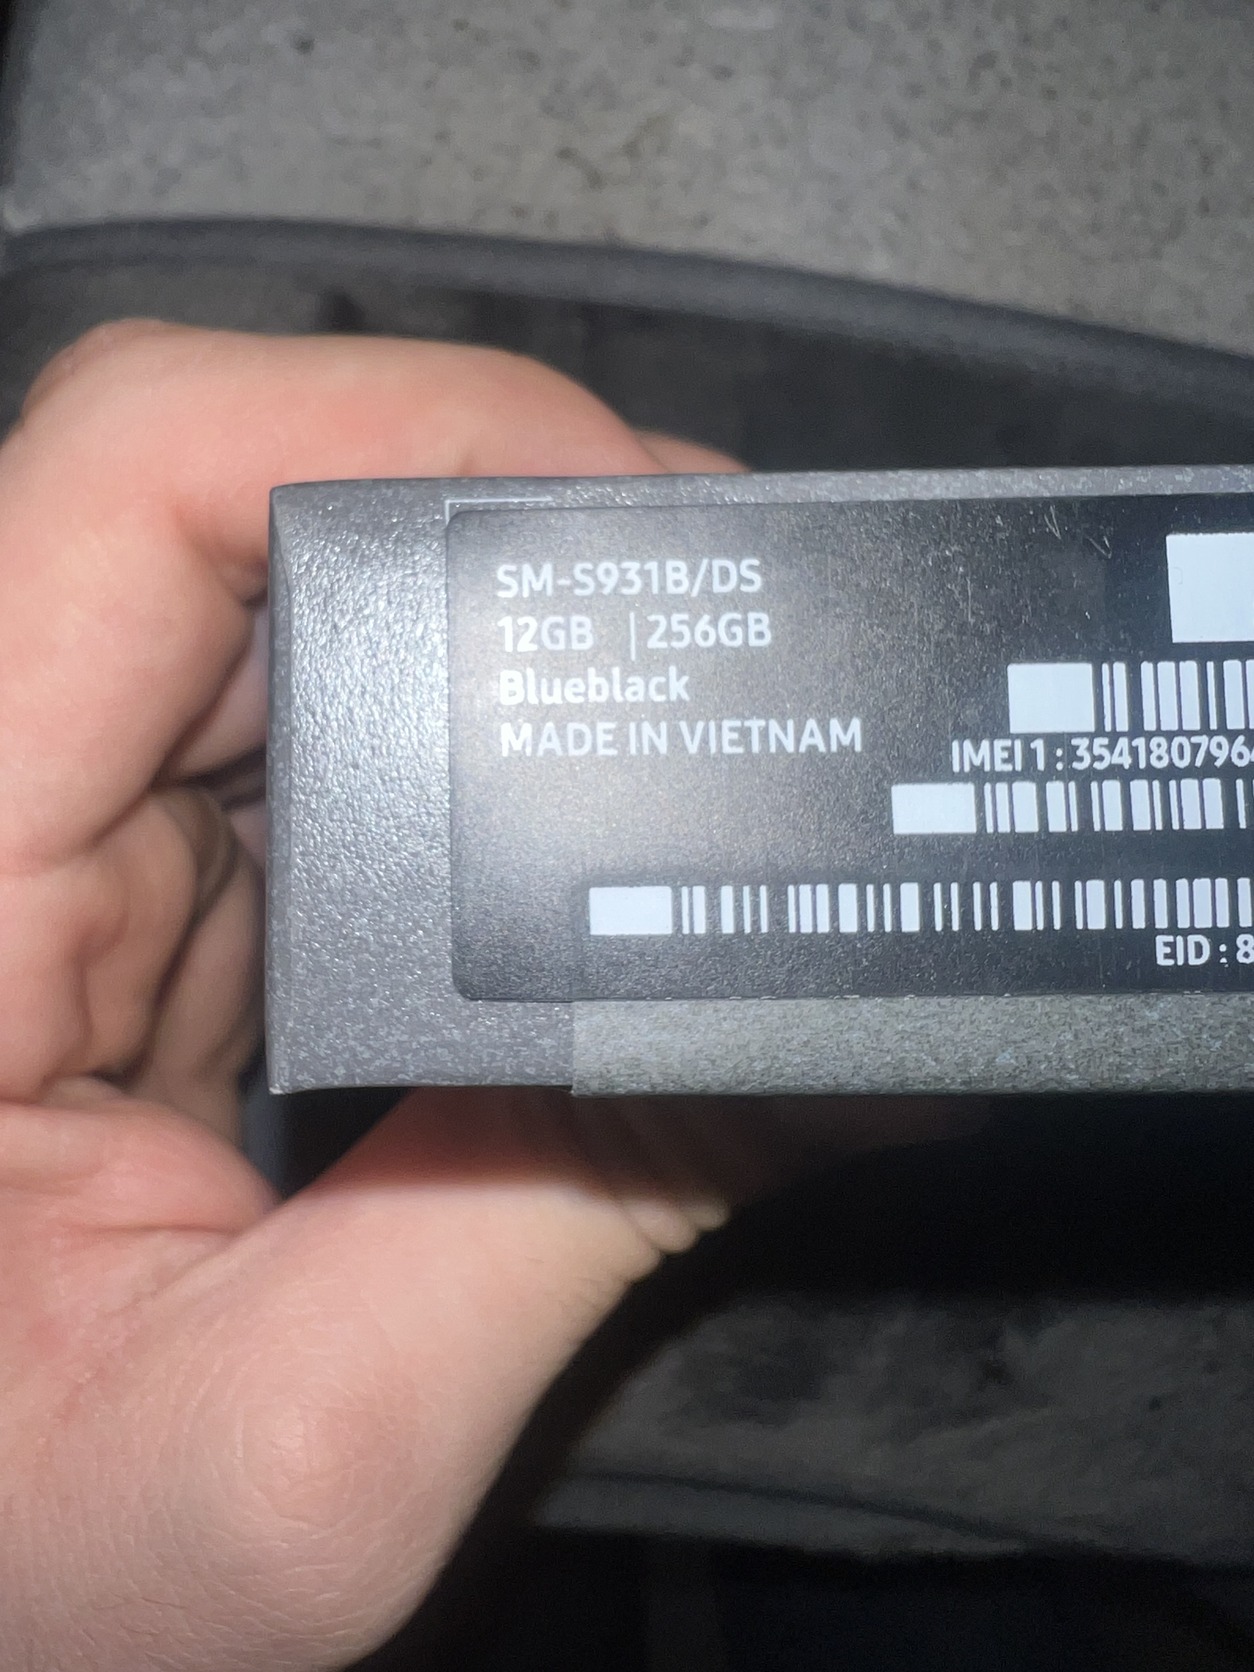 SM-S931B/DS
12GB | 256GB
Blueblack
MADE IN VIETNAM
IMEI 1 : 354180796
EID : 8